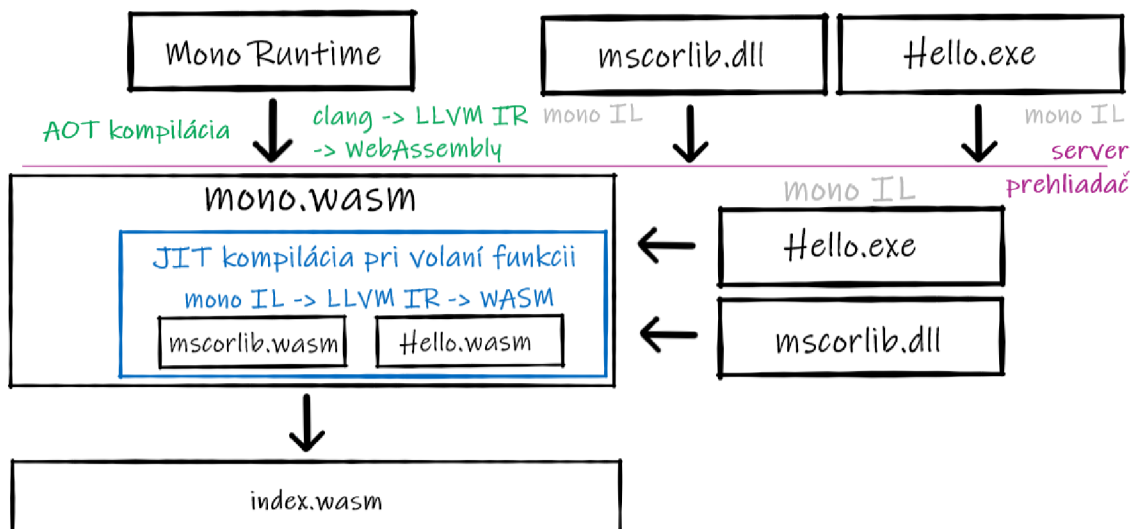 Mono Runtime
mscorlib.dll
Hello.exe
AOT kompilácia
clang -> LLVM IR
-> WebAssembly
mono IL
mono IL
server
prehliadač
mono.wasm
JIT kompilácia pri volaní funkcii
mono IL -> LLVM IR -> WASM
mscorlib.wasm
Hello.wasm
mono IL
Hello.exe
mscorlib.dll
index.wasm